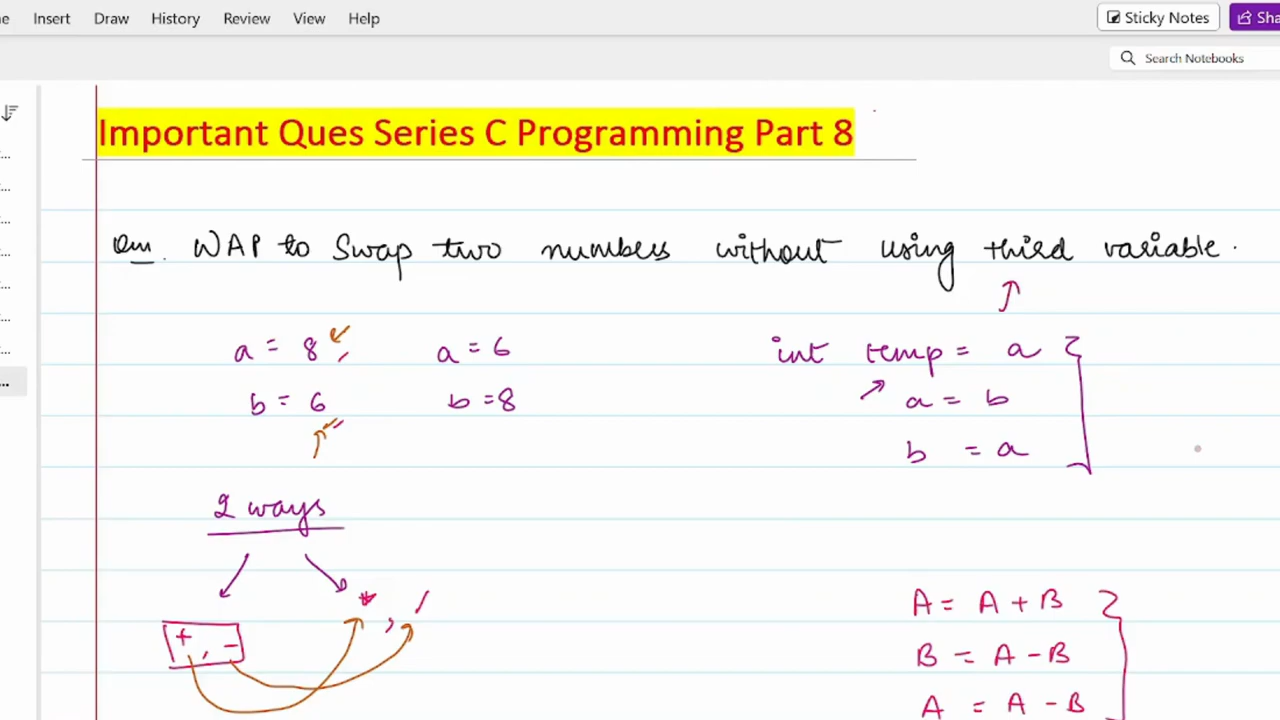 Insert Draw History Review View Help
Sticky Notes
Search Notebooks
Important Ques Series C Programming Part 8
WAP to Swap two numbers without using third variable.
a = 8 a = 6 int temp = a
b = 6 b = 8 a = b
b = a
2 ways
+ , - * , /
A = A + B
B = A - B
A = A - B